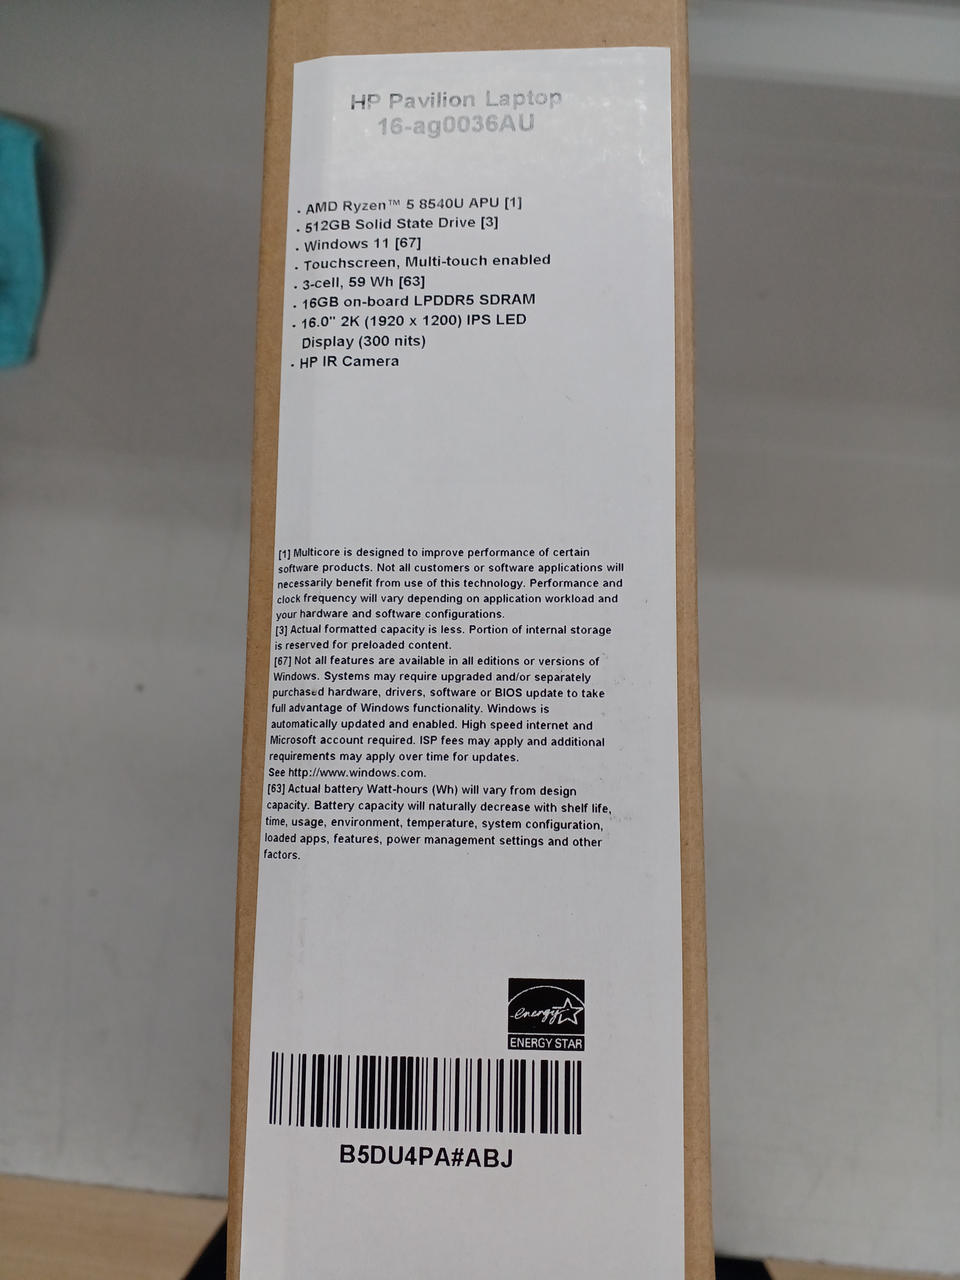 HP Pavilion Laptop
16-ag0036AU
. AMD Ryzen™ 5 8540U APU [1]
. 512GB Solid State Drive [3]
. Windows 11 [67]
. Touchscreen, Multi-touch enabled
. 3-cell, 59 Wh [63]
. 16GB on-board LPDDR5 SDRAM
. 16.0" 2K (1920 x 1200) IPS LED
Display (300 nits)
. HP IR Camera
[1] Multicore is designed to improve performance of certain
software products. Not all customers or software applications will
necessarily benefit from use of this technology. Performance and
clock frequency will vary depending on application workload and
your hardware and software configurations.
[3] Actual formatted capacity is less. Portion of internal storage
is reserved for preloaded content.
[67] Not all features are available in all editions or versions of
Windows. Systems may require upgraded and/or separately
purchased hardware, drivers, software or BIOS update to take
full advantage of Windows functionality. Windows is
automatically updated and enabled. High speed internet and
Microsoft account required. ISP fees may apply and additional
requirements may apply over time for updates.
See http://www.windows.com.
[63] Actual battery Watt-hours (Wh) will vary from design
capacity. Battery capacity will naturally decrease with shelf life,
time, usage, environment, temperature, system configuration,
loaded apps, features, power management settings and other
factors.
energy
ENERGY STAR
B5DU4PA#ABJ